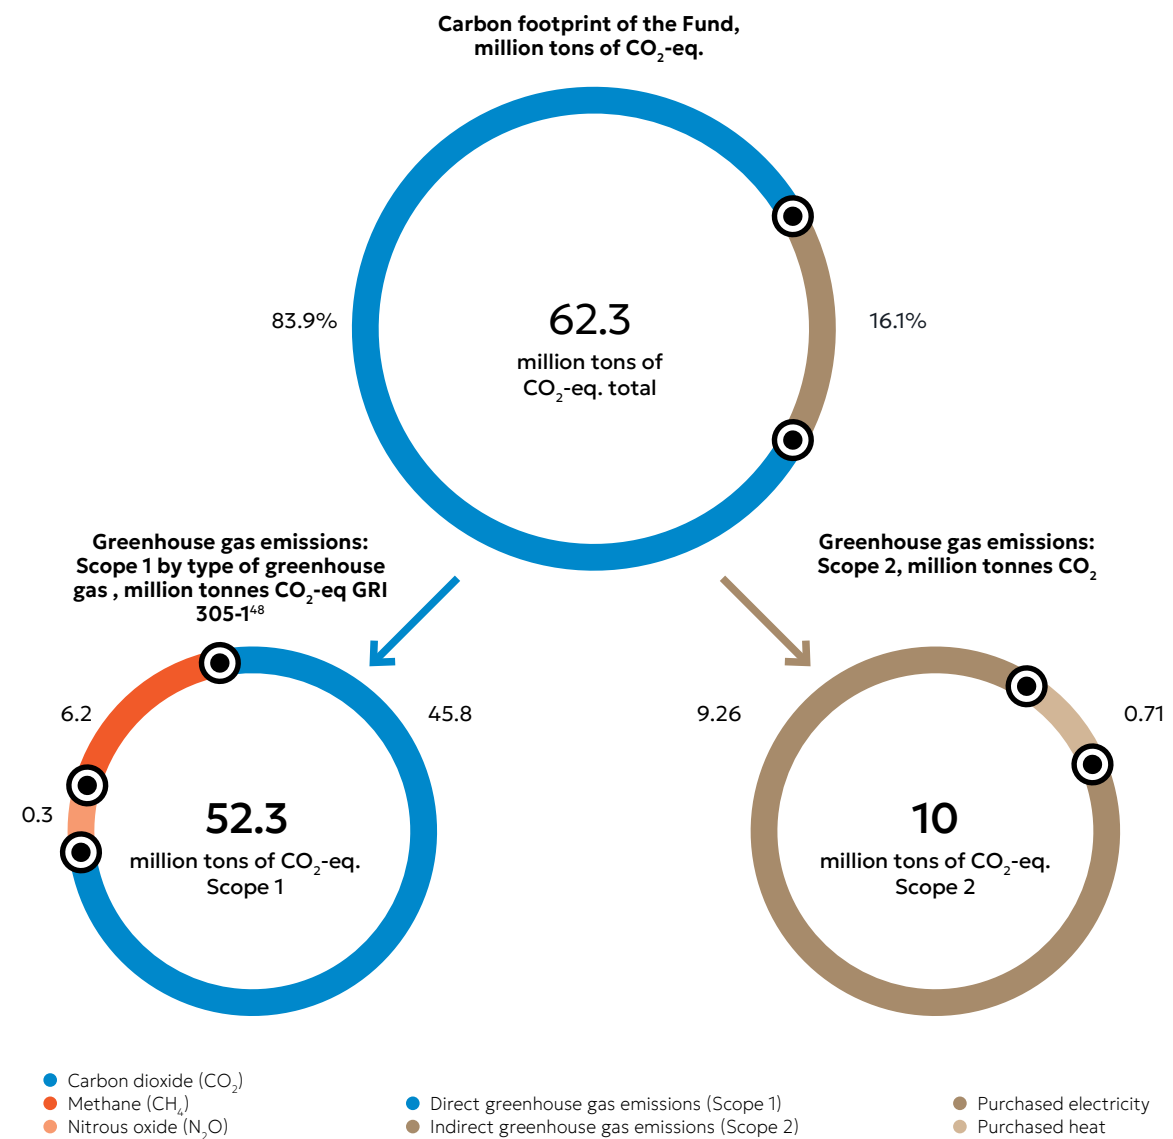 Carbon footprint of the Fund,
million tons of CO₂-eq.
83.9%
62.3
million tons of
CO₂-eq. total
16.1%
Greenhouse gas emissions:
Scope 1 by type of greenhouse
gas , million tonnes CO₂-eq GRI
305-1⁴⁸
Greenhouse gas emissions:
Scope 2, million tonnes CO₂
6.2
45.8
0.3
52.3
million tons of CO₂-eq.
Scope 1
9.26
0.71
10
million tons of CO₂-eq.
Scope 2
Carbon dioxide (CO₂)
Methane (CH₄)
Nitrous oxide (N₂O)
Direct greenhouse gas emissions (Scope 1)
Indirect greenhouse gas emissions (Scope 2)
Purchased electricity
Purchased heat